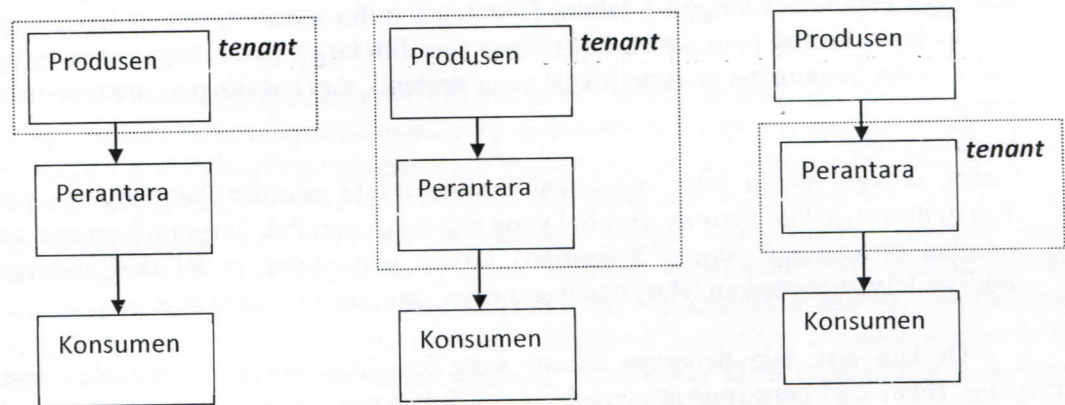 Produsen
tenant
Perantara
Konsumen
Produsen
tenant
Perantara
Konsumen
Produsen
Perantara
tenant
Konsumen